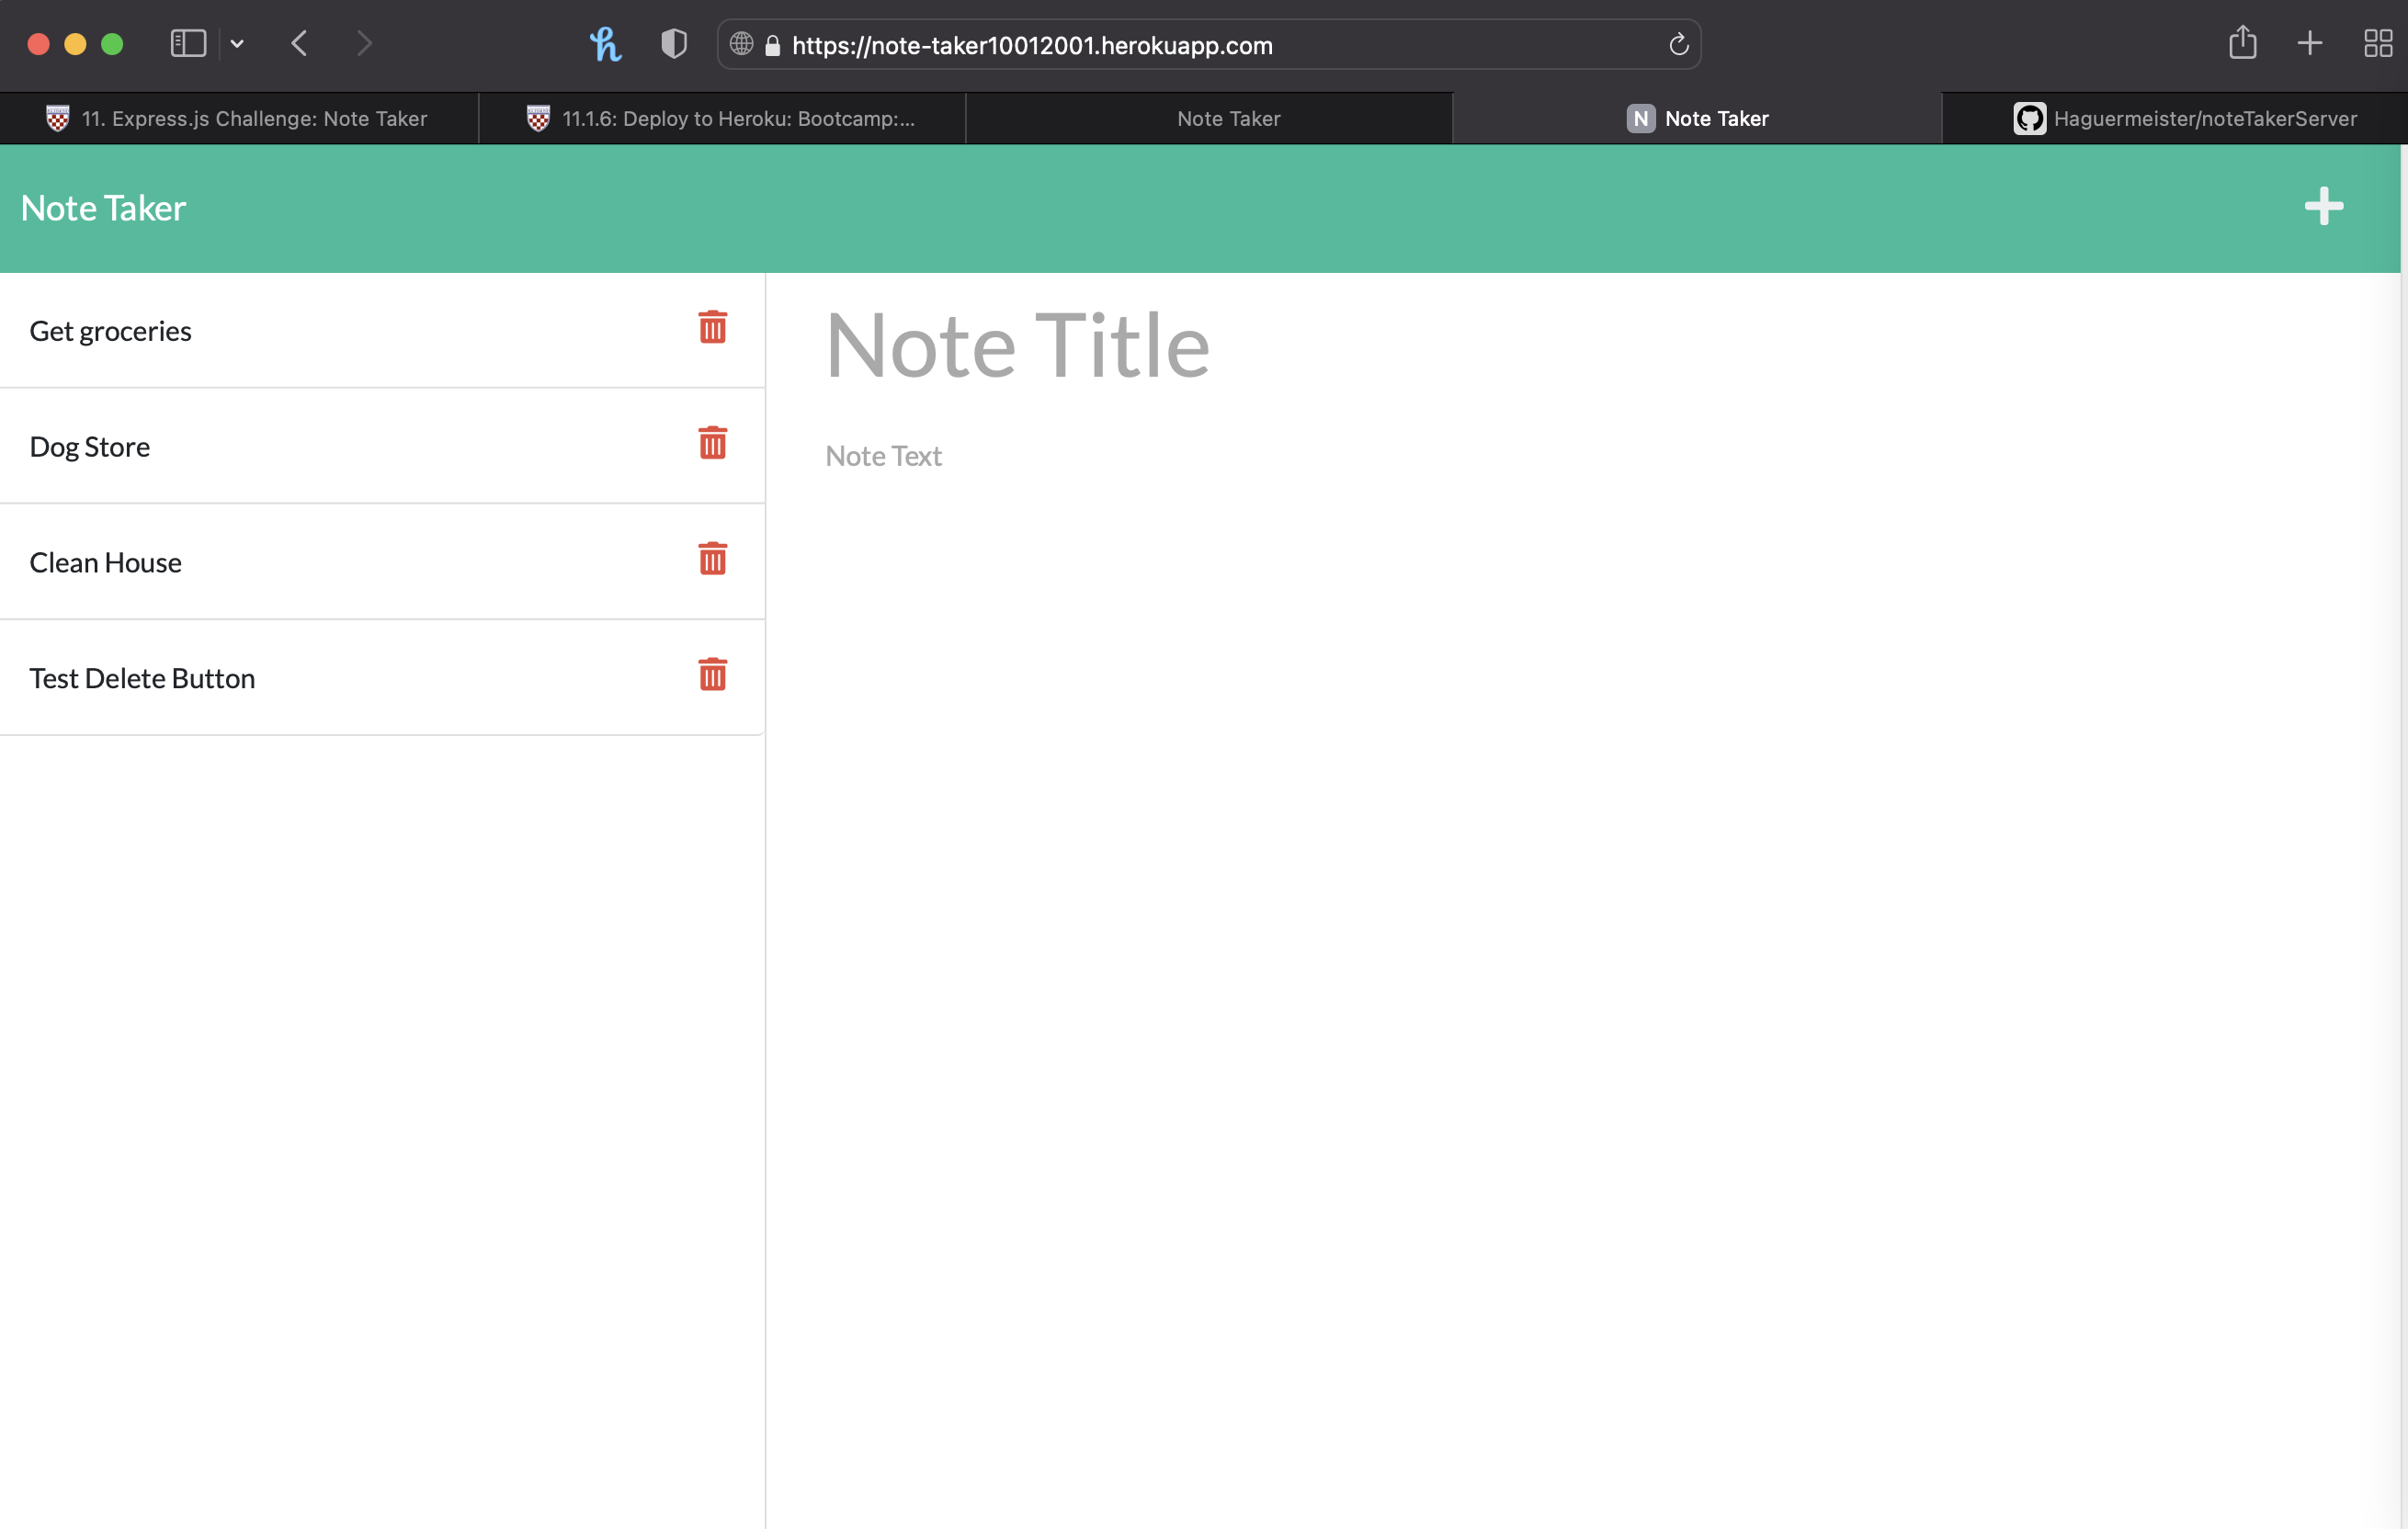 https://note-taker10012001.herokuapp.com
11. Express.js Challenge: Note Taker
11.1.6: Deploy to Heroku: Bootcamp:...
Note Taker
N Note Taker
Haguermeister/noteTakerServer
Note Taker
Get groceries
Dog Store
Clean House
Test Delete Button
Note Title
Note Text